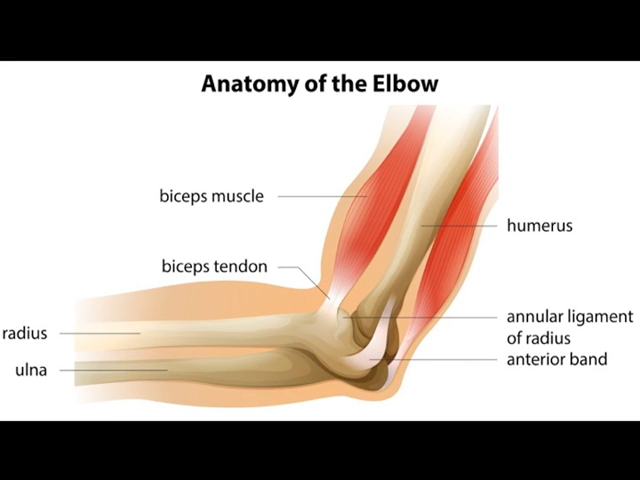 Anatomy of the Elbow
biceps muscle
humerus
biceps tendon
annular ligament
of radius
radius
anterior band
ulna